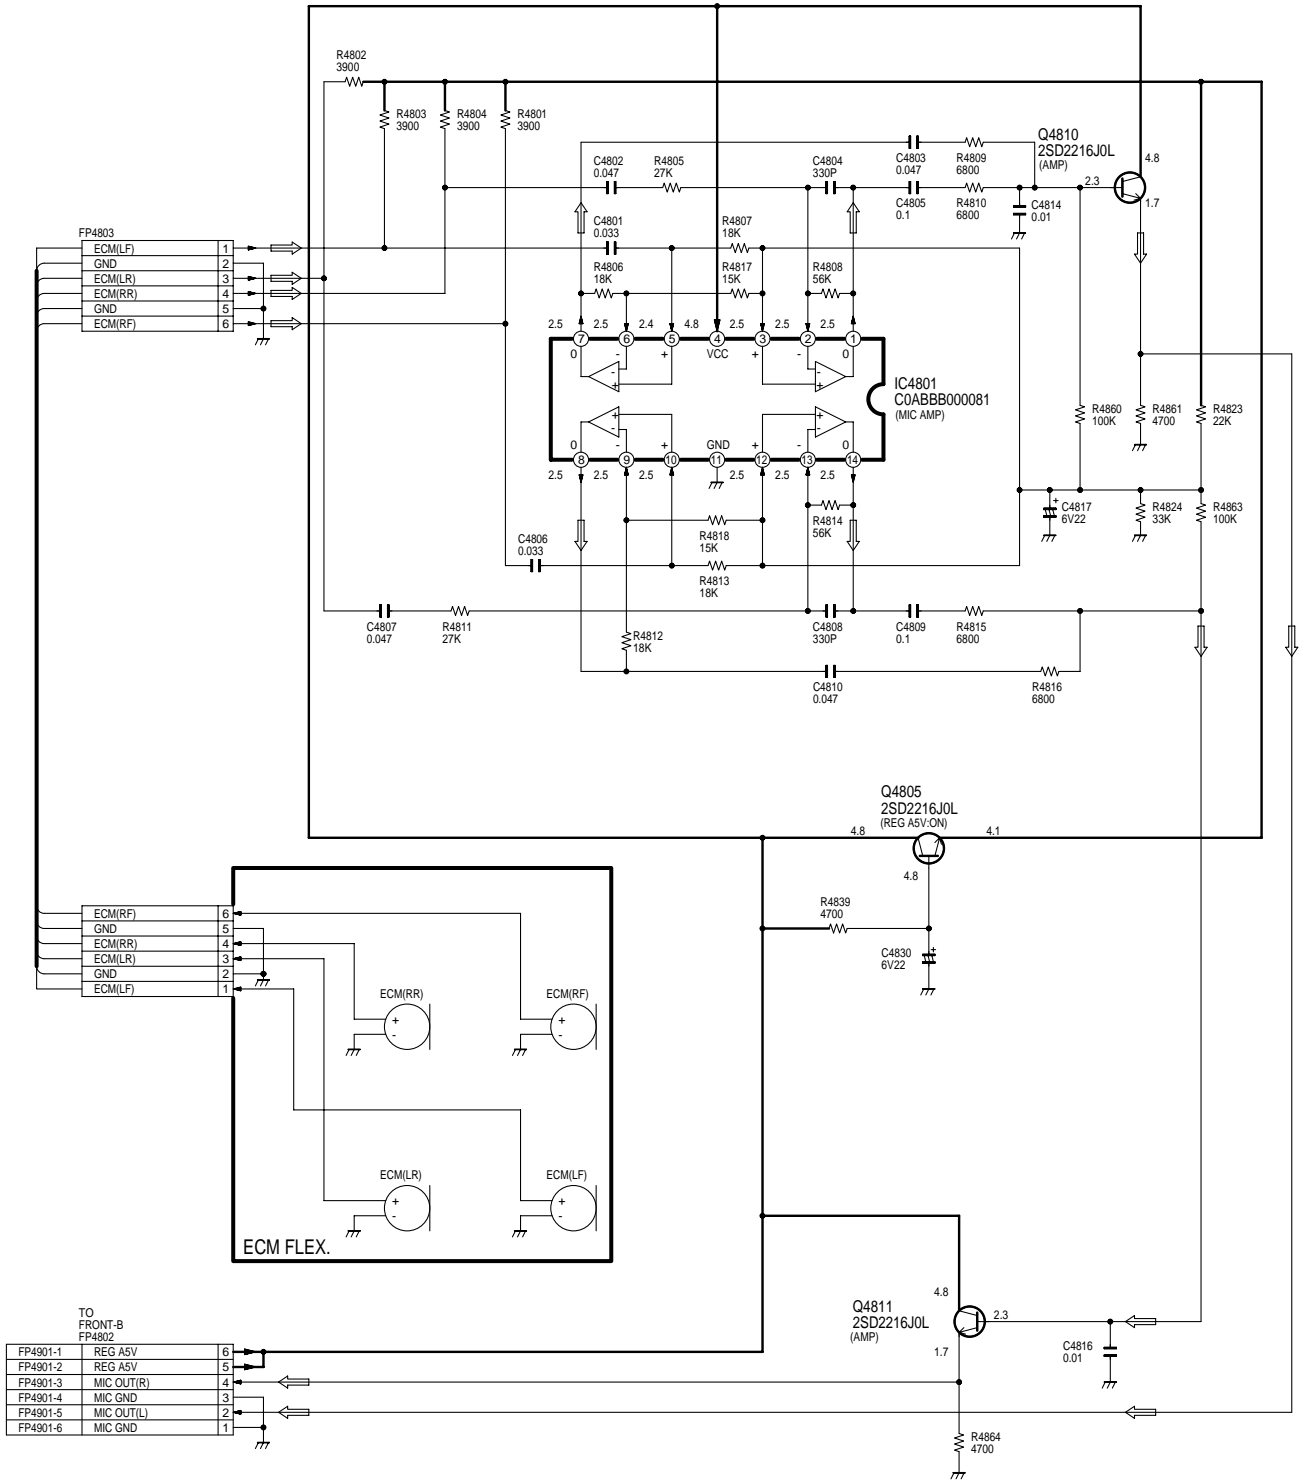 R4802
3900
R4803
3900
R4804
3900
R4801
3900
Q4810
2SD2216J0L
(AMP)
4.8
2.3
1.7
C4802
0.047
R4805
27K
C4804
330P
C4803
0.047
R4809
6800
C4805
0.1
R4810
6800
C4814
0.01
C4801
0.033
R4807
18K
R4806
18K
R4817
15K
R4808
56K
FP4803
ECM(LF) 1
GND 2
ECM(LR) 3
ECM(RR) 4
GND 5
ECM(RF) 6
2.5 2.5 2.4 4.8 2.5 2.5 2.5
7 6 5 4 3 2 1
0 - + VCC + - 0
- + - +
IC4801
C0ABBB000081
(MIC AMP)
+ - + -
0 - + GND + - 0
8 9 10 11 12 13 14
2.5 2.5 2.5 2.5 2.5 2.5
R4860
100K
R4861
4700
R4823
22K
+
C4817
6V22
R4824
33K
R4863
100K
R4818
15K
R4814
56K
C4806
0.033
R4813
18K
C4807
0.047
R4811
27K
R4812
18K
C4808
330P
C4809
0.1
R4815
6800
C4810
0.047
R4816
6800
Q4805
2SD2216J0L
(REG A5V:ON)
4.8
4.1
4.8
R4839
4700
+
C4830
6V22
ECM(RF) 6
GND 5
ECM(RR) 4
ECM(LR) 3
GND 2
ECM(LF) 1
ECM(RR)
+
-
ECM(RF)
+
-
ECM(LR)
+
-
ECM(LF)
+
-
ECM FLEX.
Q4811
2SD2216J0L
(AMP)
4.8
2.3
1.7
C4816
0.01
R4864
4700
TO
FRONT-B
FP4802
FP4901-1 REG A5V 6
FP4901-2 REG A5V 5
FP4901-3 MIC OUT(R) 4
FP4901-4 MIC GND 3
FP4901-5 MIC OUT(L) 2
FP4901-6 MIC GND 1